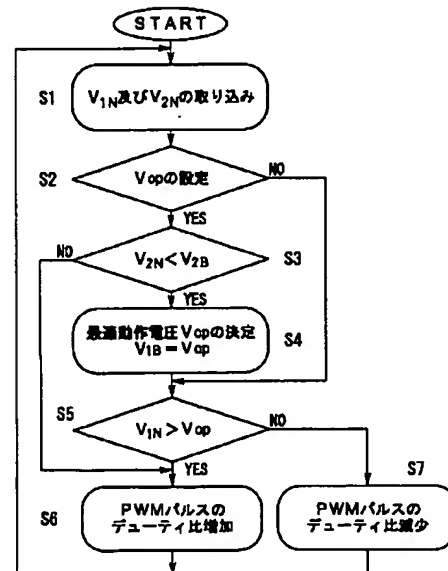 START
S1
V1N及びV2Nの取り込み
S2
Vopの設定
NO
YES
NO
V2N<V2B
S3
YES
最適動作電圧Vopの決定
V1B=Vop
S4
S5
V1N>Vop
NO
YES
S7
S6
PWMパルスの
デューティ比増加
PWMパルスの
デューティ比減少